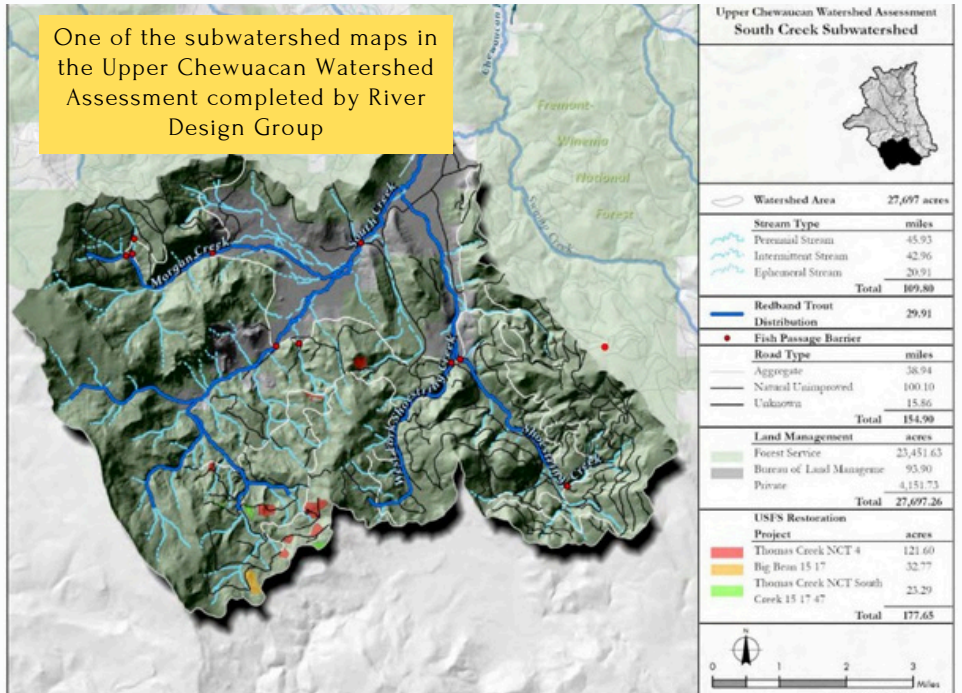 One of the subwatershed maps in
the Upper Chewuacan Watershed
Assessment completed by River
Design Group
Chewaucan
Fremont-
Winema
National
Forest
South Creek
Morgan Creek
Creek
Creek
Upper Chewaucan Watershed Assessment
South Creek Subwatershed
Watershed Area 27,697 acres
Stream Type miles
Perennial Stream 45.93
Intermittent Stream 42.96
Ephemeral Stream 20.91
Total 109.80
Redband Trout
Distribution 29.91
Fish Passage Barrier
Road Type miles
Aggregate 38.94
Natural Unimproved 100.10
Unknown 15.86
Total 154.90
Land Management acres
Forest Service 23,451.63
Bureau of Land Manageme 93.90
Private 4,151.73
Total 27,697.26
USFS Restoration
Project acres
Thomas Creek NCT 4 121.60
Big Bean 15 17 32.77
Thomas Creek NCT South
Creek 15 17 47 23.29
Total 177.65
N
0 1 2 3
Miles